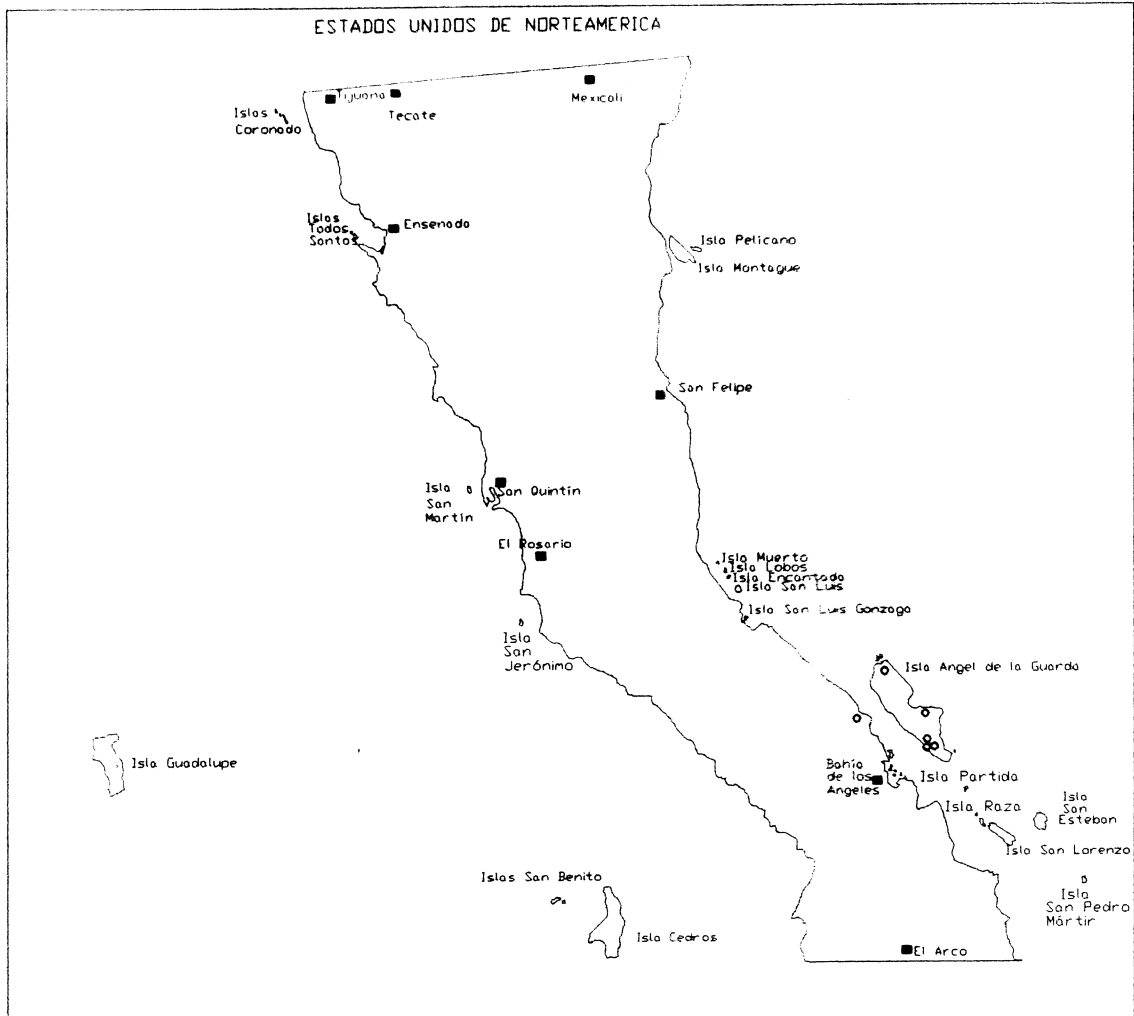 ESTADOS UNIDOS DE NORTEAMERICA
Tijuana
Tecate
Mexicali
Islas
Coronado
Islas
Todos
Santos
Ensenada
Isla Pelicano
Isla Montague
San Felipe
Isla
San
Martín
San Quintín
El Rosario
Isla Muerto
Isla Lobos
Isla Encantada
Isla San Luis
Isla San Luis Gonzaga
Isla
San
Jerónimo
Isla Angel de la Guarda
Isla Guadalupe
Bahía
de los
Angeles
Isla Partida
Isla Raza
Isla
San
Esteban
Isla San Lorenzo
Islas San Benito
Isla
San Pedro
Mártir
Isla Cedros
El Arco